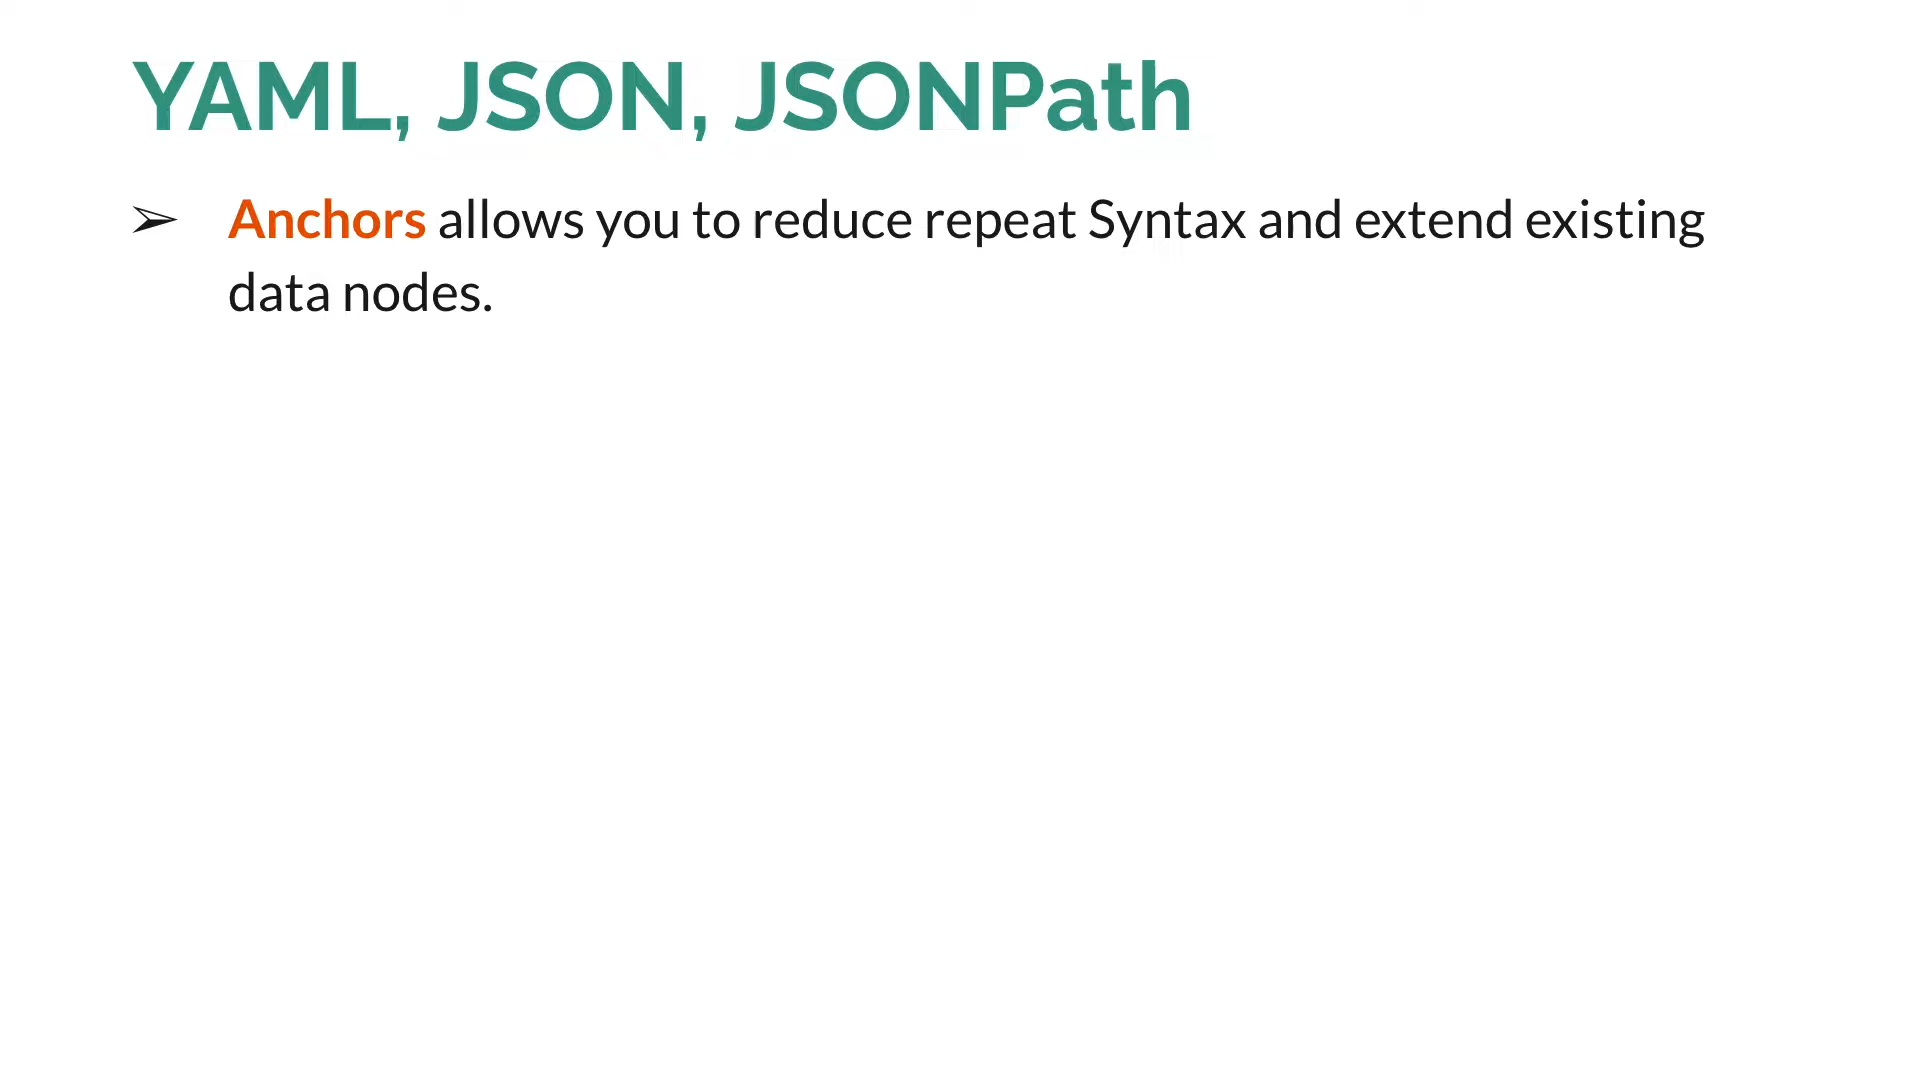 YAML, JSON, JSONPath
➢ Anchors allows you to reduce repeat Syntax and extend existing
data nodes.